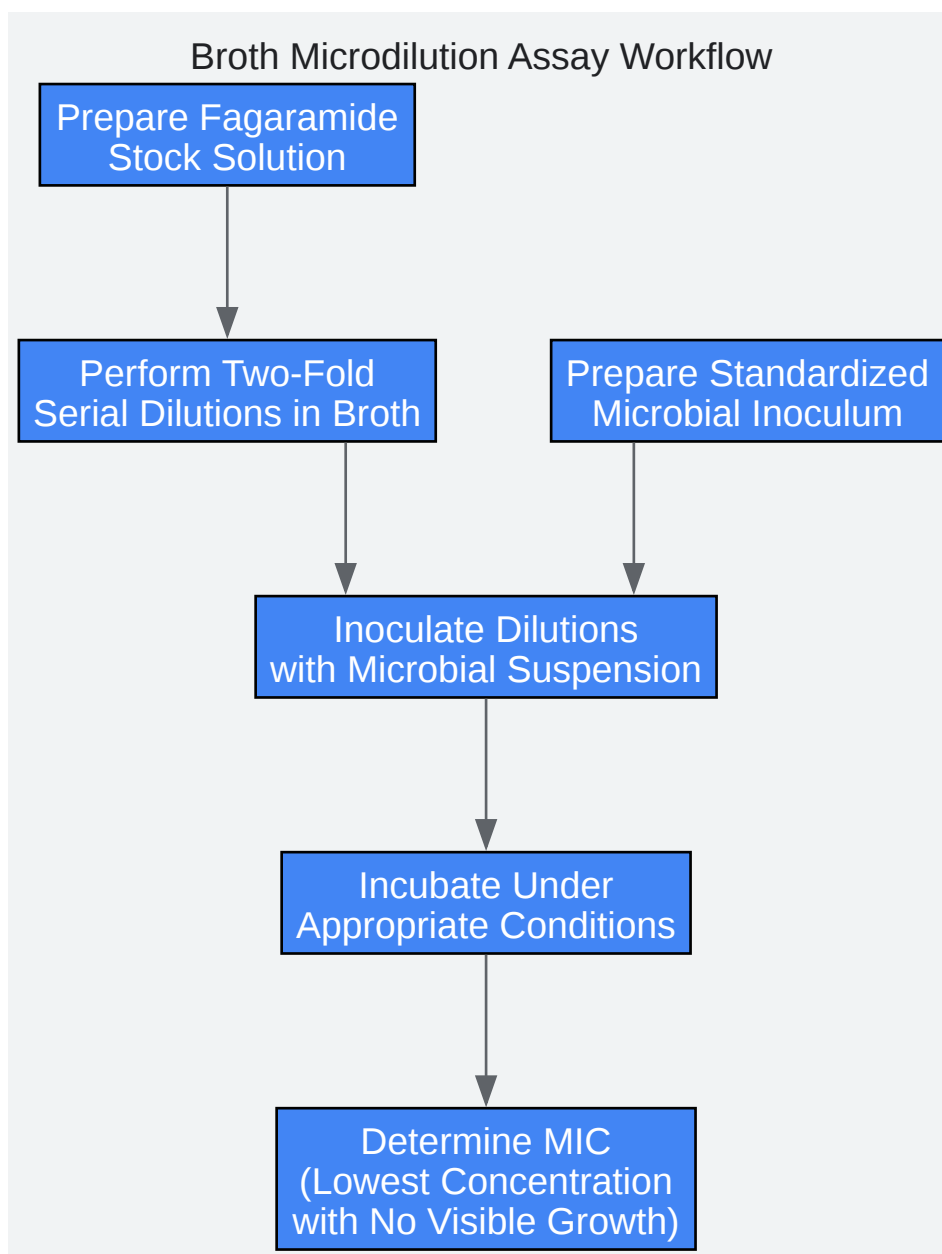 Broth Microdilution Assay Workflow
Prepare Fagaramide
Stock Solution
Perform Two-Fold
Serial Dilutions in Broth
Prepare Standardized
Microbial Inoculum
Inoculate Dilutions
with Microbial Suspension
Incubate Under
Appropriate Conditions
Determine MIC
(Lowest Concentration
with No Visible Growth)